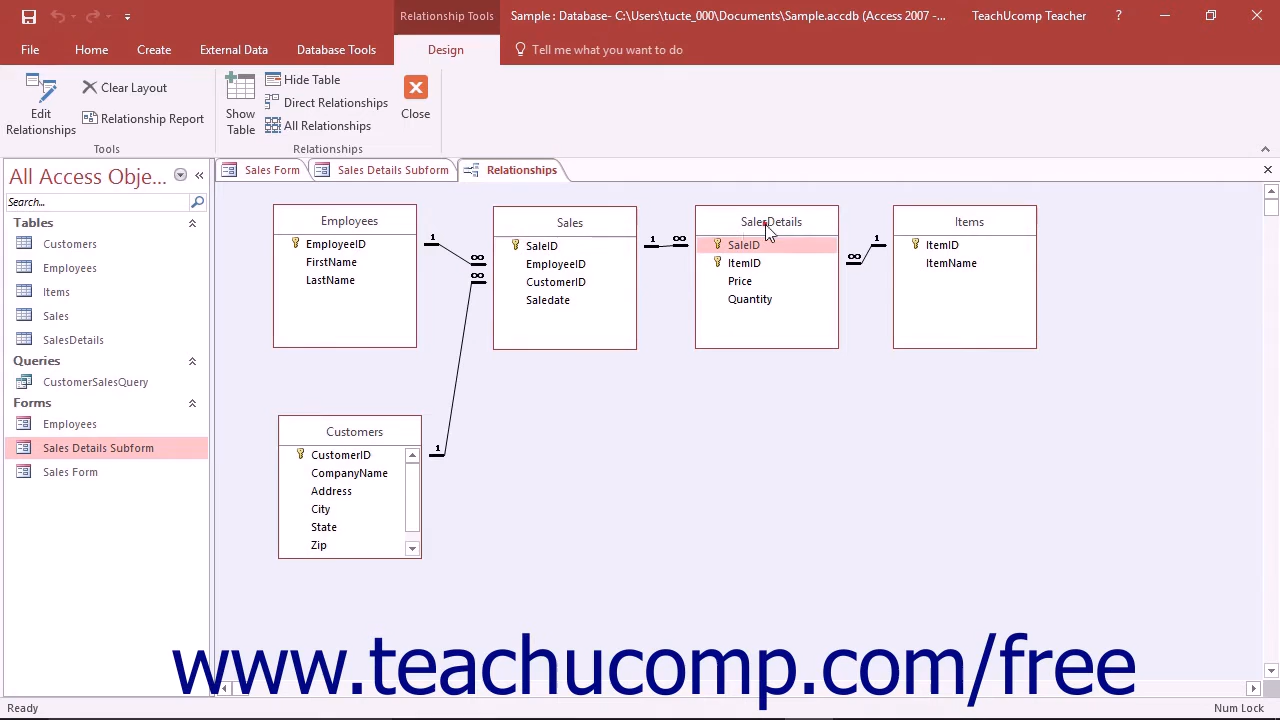 Relationship Tools
Sample : Database- C:\Users\tucte_000\Documents\Sample.accdb (Access 2007 -...
TeachUcomp Teacher
?
File
Home
Create
External Data
Database Tools
Design
Tell me what you want to do
Edit
Relationships
Clear Layout
Relationship Report
Tools
Show
Table
Hide Table
Direct Relationships
All Relationships
Close
Relationships
All Access Obje...
Search...
Tables
Customers
Employees
Items
Sales
SalesDetails
Queries
CustomerSalesQuery
Forms
Employees
Sales Details Subform
Sales Form
Sales Form
Sales Details Subform
Relationships
Employees
EmployeeID
FirstName
LastName
1
∞
∞
Sales
SaleID
EmployeeID
CustomerID
Saledate
1
∞
SalesDetails
SaleID
ItemID
Price
Quantity
∞
1
Items
ItemID
ItemName
Customers
CustomerID
CompanyName
Address
City
State
Zip
1
www.teachucomp.com/free
Ready
Num Lock